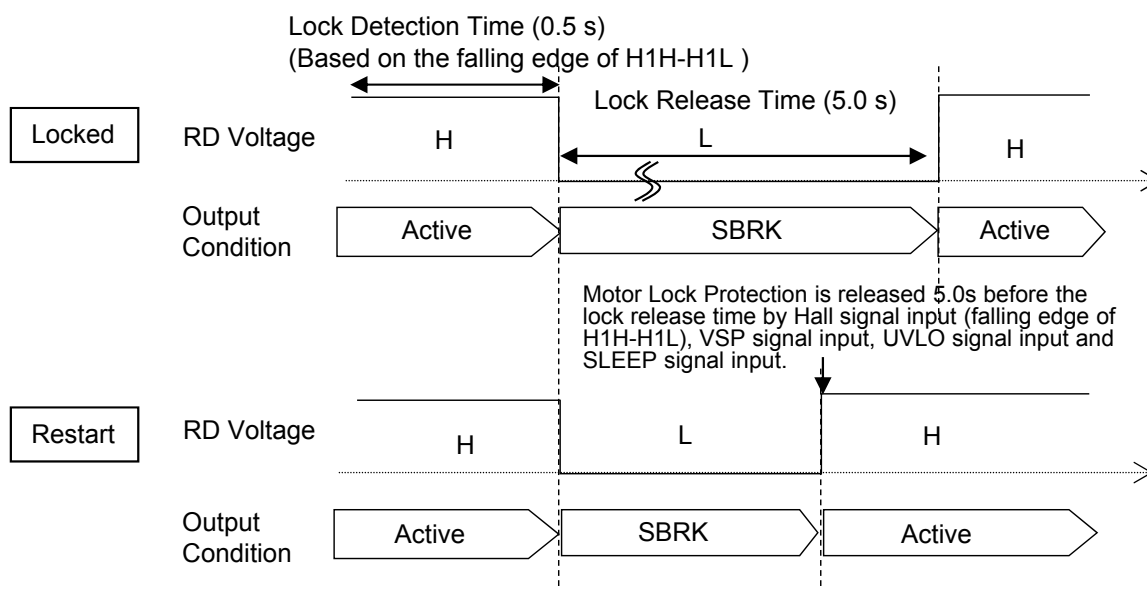 Lock Detection Time (0.5 s)
(Based on the falling edge of H1H-H1L )
Lock Release Time (5.0 s)
Locked
RD Voltage
H
L
H
Output
Condition
Active
SBRK
Active
Motor Lock Protection is released 5.0s before the
lock release time by Hall signal input (falling edge of
H1H-H1L), VSP signal input, UVLO signal input and
SLEEP signal input.
Restart
RD Voltage
H
L
H
Output
Condition
Active
SBRK
Active